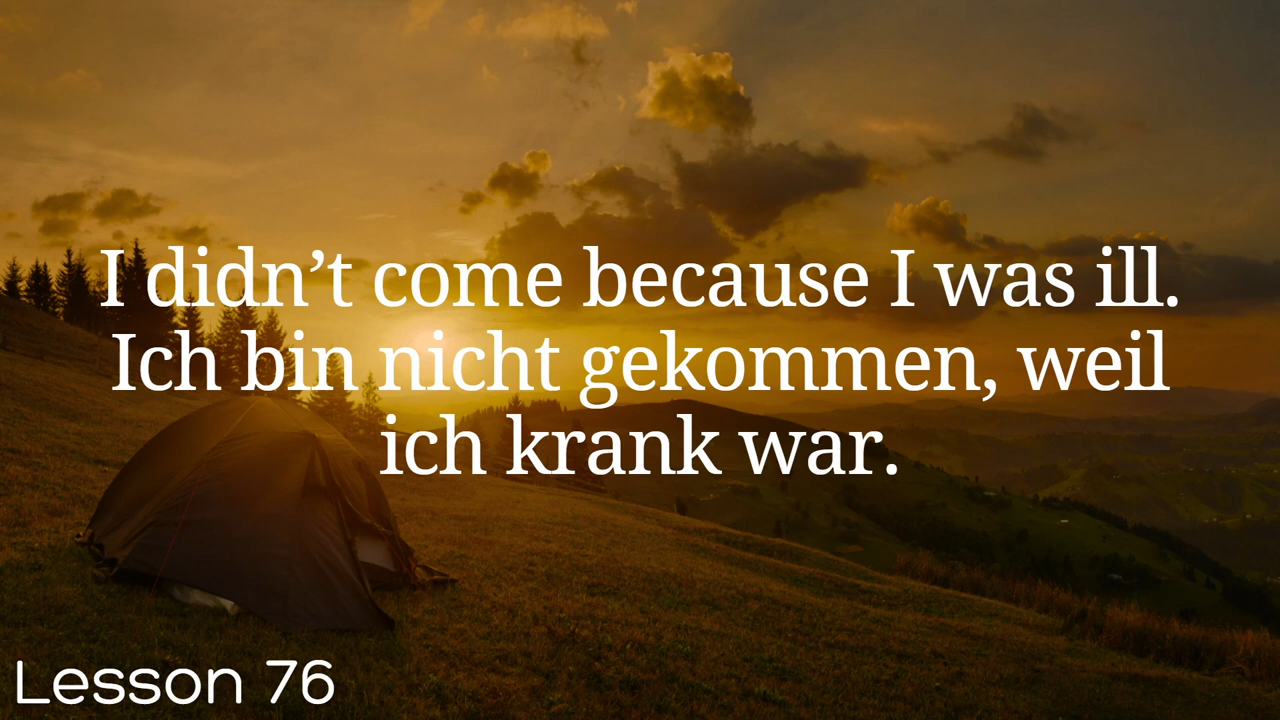 I didn’t come because I was ill.
Ich bin nicht gekommen, weil
ich krank war.
Lesson 76